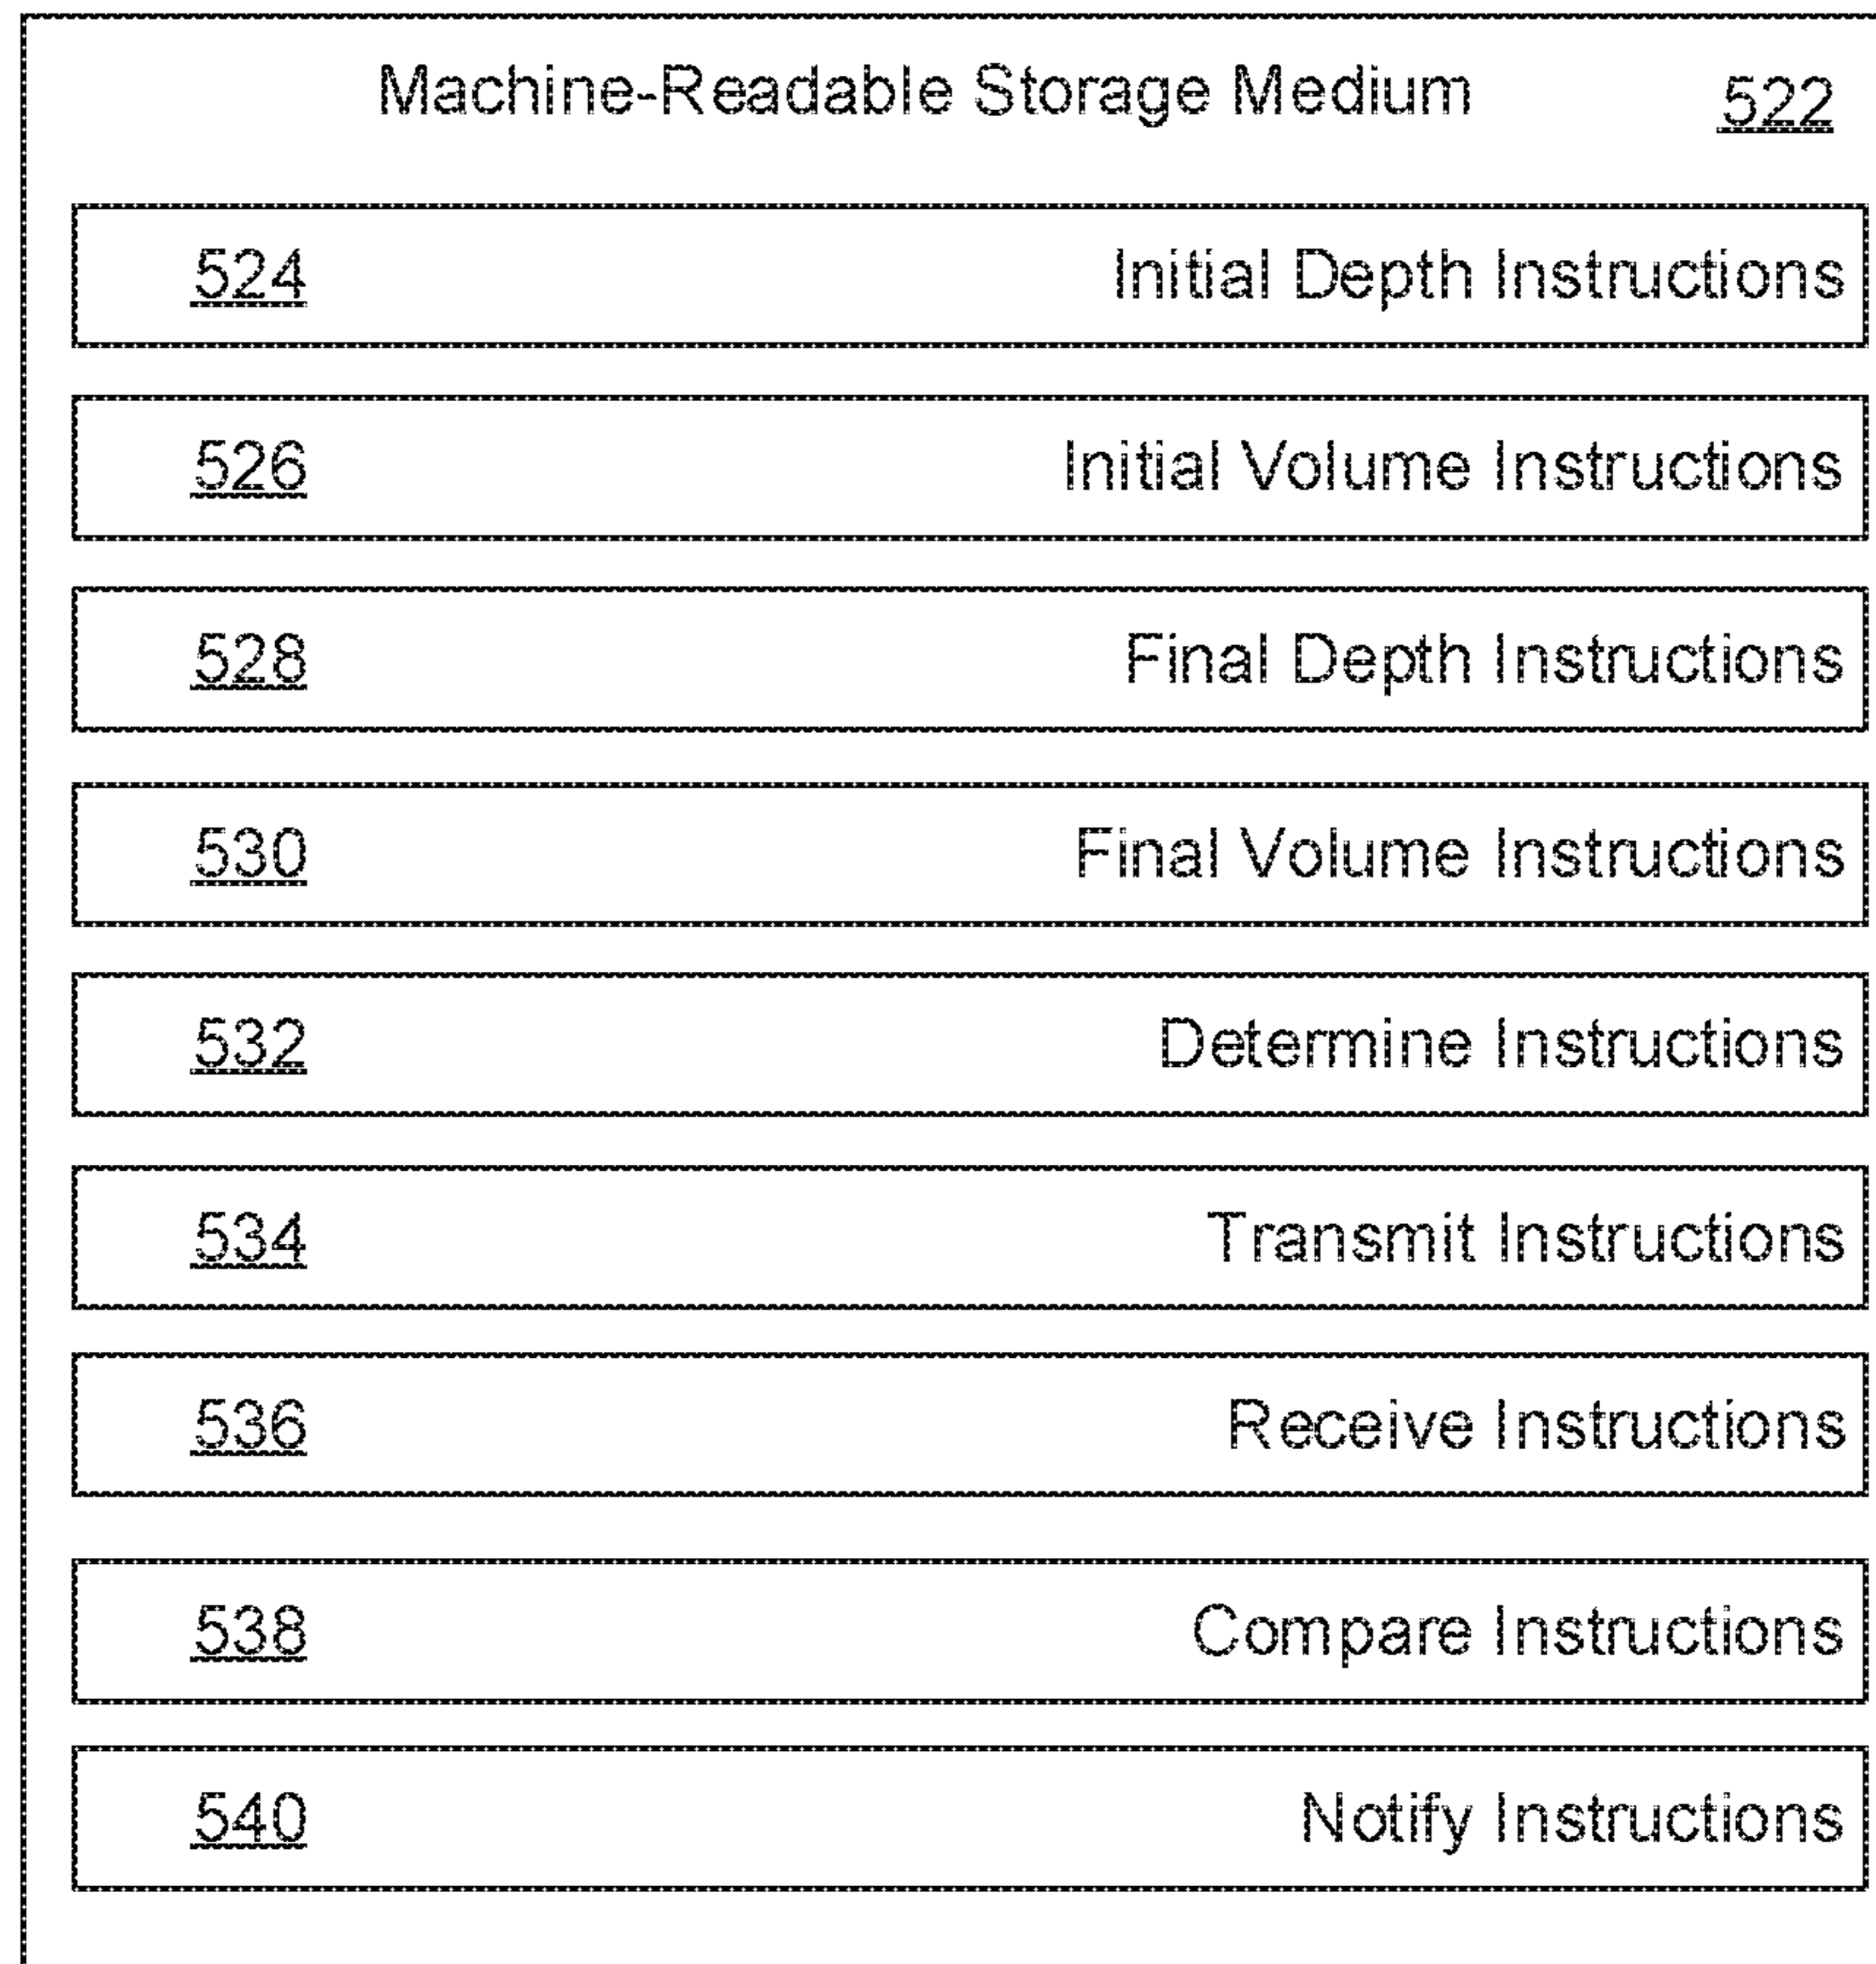 Machine-Readable Storage Medium 522
524 Initial Depth Instructions
526 Initial Volume Instructions
528 Final Depth Instructions
530 Final Volume Instructions
532 Determine Instructions
534 Transmit Instructions
536 Receive Instructions
538 Compare Instructions
540 Notify Instructions